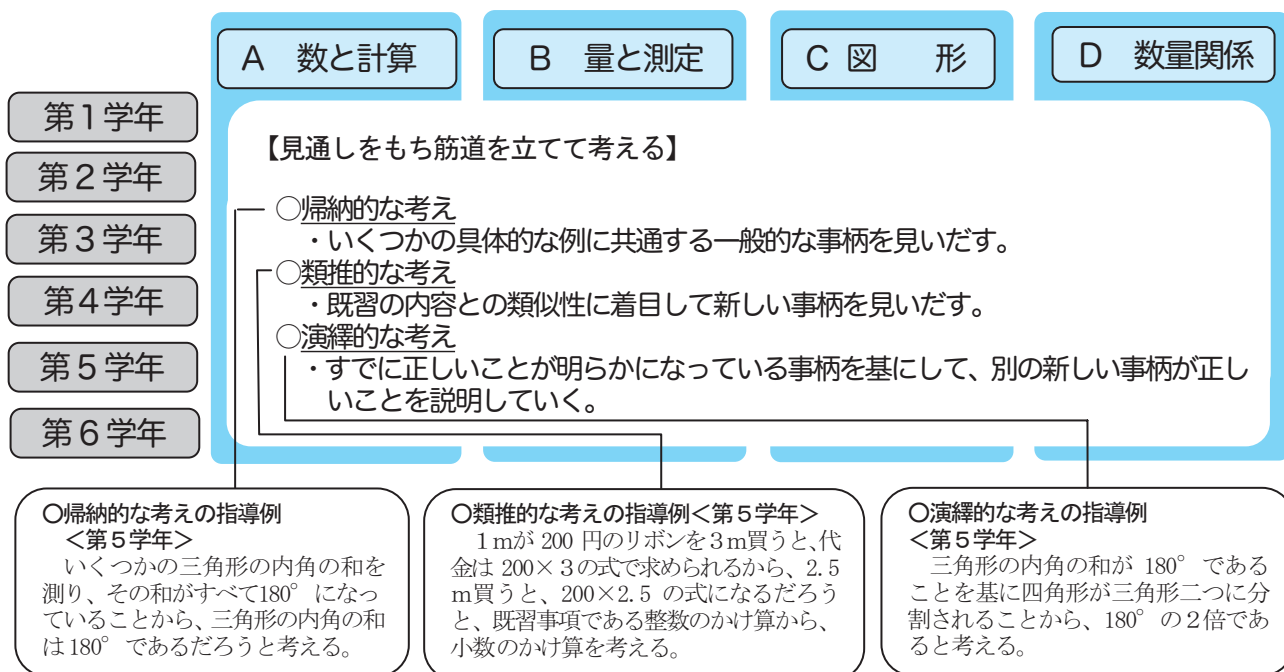 A　数と計算
B　量と測定
C 図　形
D　数量関係
第１学年
第２学年
第３学年
第４学年
第５学年
第６学年
【見通しをもち筋道を立てて考える】
○帰納的な考え
・いくつかの具体的な例に共通する一般的な事柄を見いだす。
○類推的な考え
・既習の内容との類似性に着目して新しい事柄を見いだす。
○演繹的な考え
・すでに正しいことが明らかになっている事柄を基にして、別の新しい事柄が正し
いことを説明していく。
○帰納的な考えの指導例
＜第５学年＞
いくつかの三角形の内角の和を
測り、その和がすべて180°になっ
ていることから、三角形の内角の和
は180°であるだろうと考える。
○類推的な考えの指導例＜第５学年＞
１mが 200 円のリボンを３m買うと、代
金は 200×３の式で求められるから、2.5
m買うと、200×2.5 の式になるだろう
と、既習事項である整数のかけ算から、
小数のかけ算を考える。
○演繹的な考えの指導例
＜第５学年＞
三角形の内角の和が 180°である
ことを基に四角形が三角形二つに分
割されることから、180°の２倍であ
ると考える。